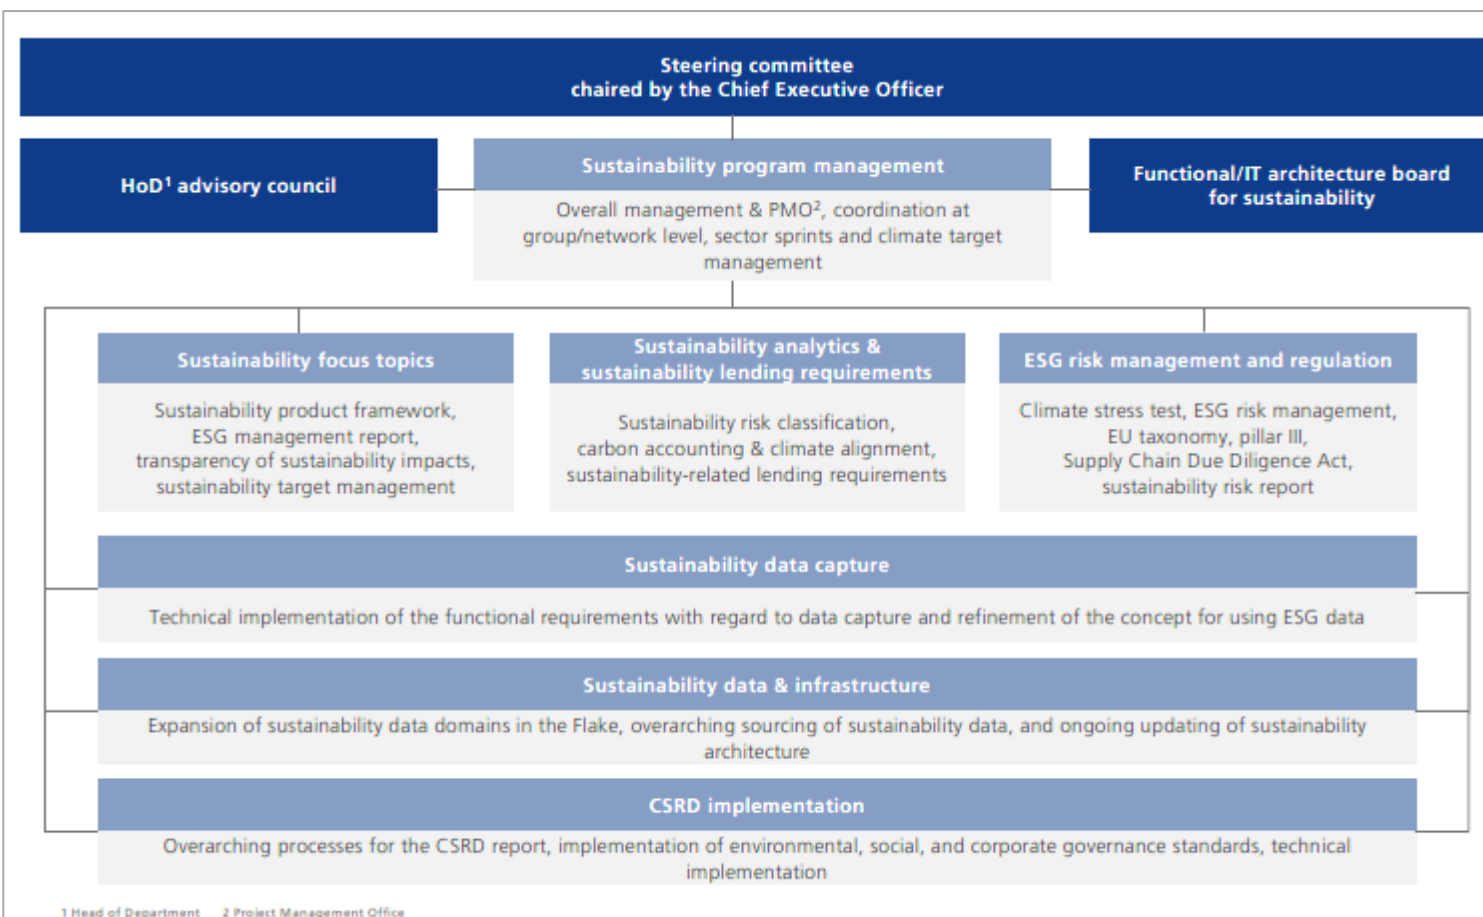 Steering committee
chaired by the Chief Executive Officer
HoD¹ advisory council
Sustainability program management
Overall management & PMO², coordination at
group/network level, sector sprints and climate target
management
Functional/IT architecture board
for sustainability
Sustainability focus topics
Sustainability product framework,
ESG management report,
transparency of sustainability impacts,
sustainability target management
Sustainability analytics &
sustainability lending requirements
Sustainability risk classification,
carbon accounting & climate alignment,
sustainability-related lending requirements
ESG risk management and regulation
Climate stress test, ESG risk management,
EU taxonomy, pillar III,
Supply Chain Due Diligence Act,
sustainability risk report
Sustainability data capture
Technical implementation of the functional requirements with regard to data capture and refinement of the concept for using ESG data
Sustainability data & infrastructure
Expansion of sustainability data domains in the Flake, overarching sourcing of sustainability data, and ongoing updating of sustainability
architecture
CSRD implementation
Overarching processes for the CSRD report, implementation of environmental, social, and corporate governance standards, technical
implementation
1 Head of Department 2 Project Management Office